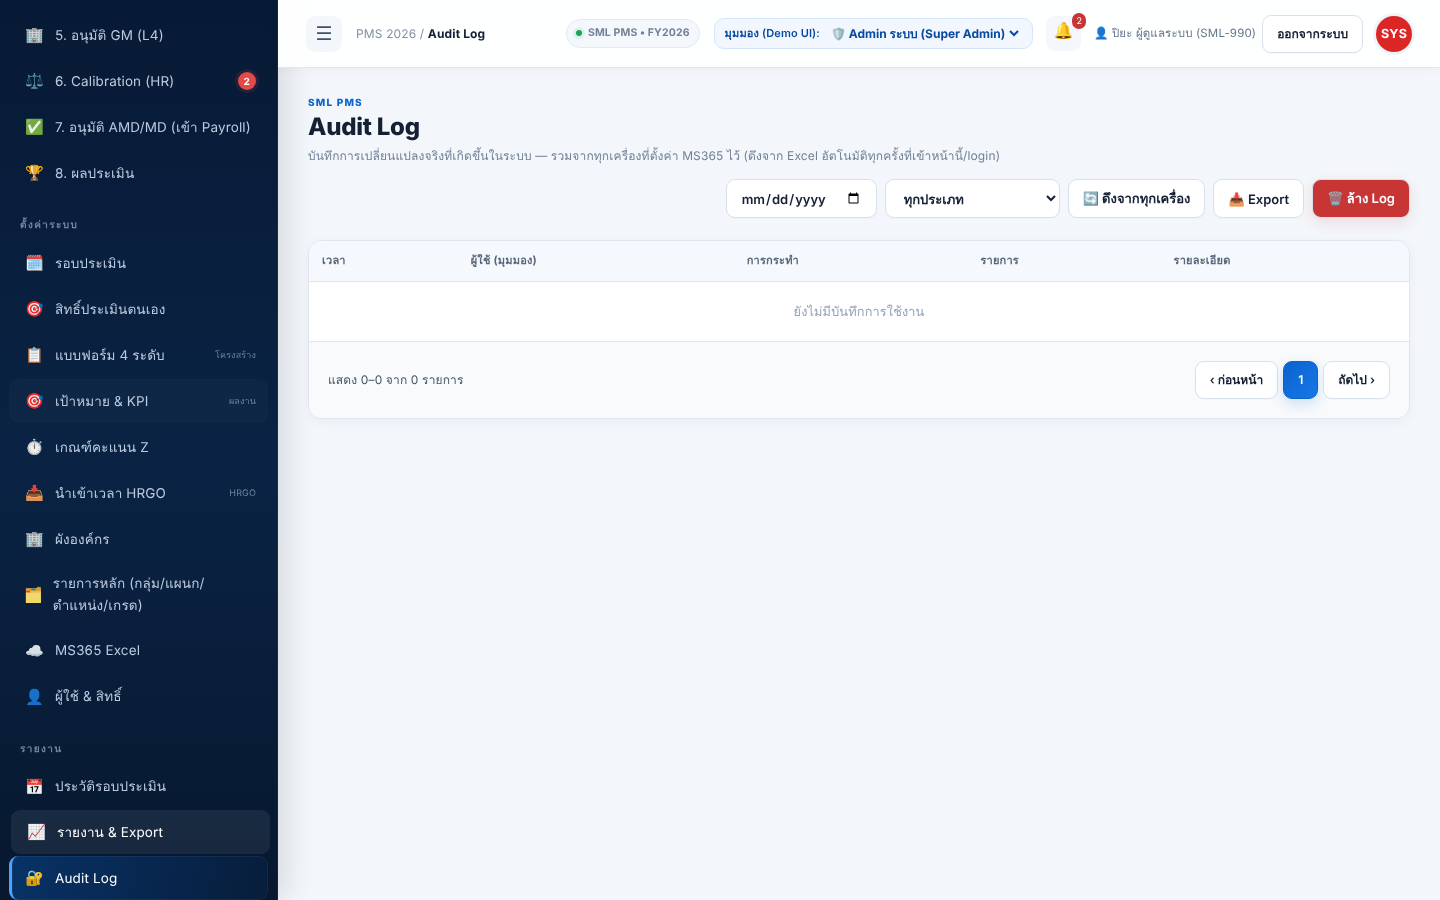 5. อนุมัติ GM (L4)
6. Calibration (HR)
2
7. อนุมัติ AMD/MD (เข้า Payroll)
8. ผลประเมิน
ตั้งค่าระบบ
รอบประเมิน
สิทธิ์ประเมินตนเอง
แบบฟอร์ม 4 ระดับ
โครงสร้าง
เป้าหมาย & KPI
ผลงาน
เกณฑ์คะแนน Z
นำเข้าเวลา HRGO
HRGO
ผังองค์กร
รายการหลัก (กลุ่ม/แผนก/
ตำแหน่ง/เกรด)
MS365 Excel
ผู้ใช้ & สิทธิ์
รายงาน
ประวัติรอบประเมิน
รายงาน & Export
Audit Log
PMS 2026 / Audit Log
SML PMS • FY2026
มุมมอง (Demo UI):
Admin ระบบ (Super Admin)
2
ปิยะ ผู้ดูแลระบบ (SML-990)
ออกจากระบบ
SYS
SML PMS
Audit Log
บันทึกการเปลี่ยนแปลงจริงที่เกิดขึ้นในระบบ — รวมจากทุกเครื่องที่ตั้งค่า MS365 ไว้ (ดึงจาก Excel อัตโนมัติทุกครั้งที่เข้าหน้านี้/login)
mm/dd/yyyy
ทุกประเภท
ดึงจากทุกเครื่อง
Export
ล้าง Log
เวลา
ผู้ใช้ (มุมมอง)
การกระทำ
รายการ
รายละเอียด
ยังไม่มีบันทึกการใช้งาน
แสดง 0–0 จาก 0 รายการ
‹ ก่อนหน้า
1
ถัดไป ›